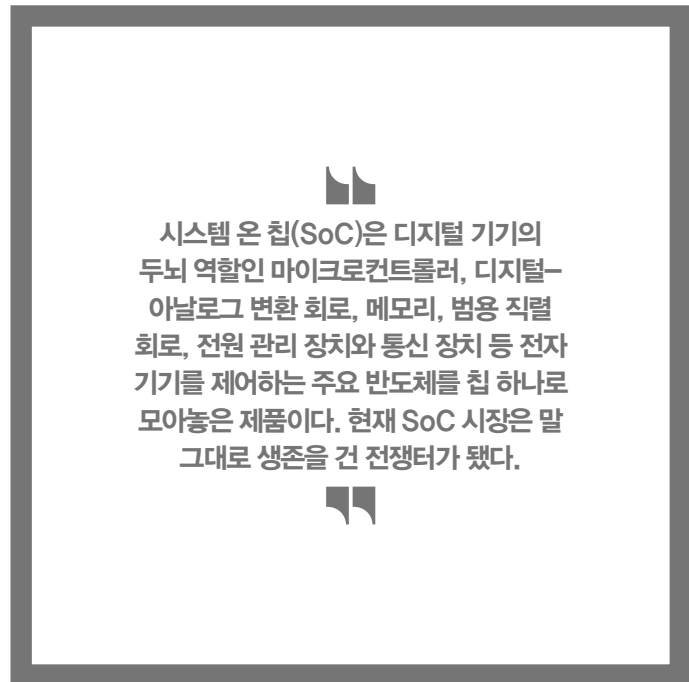 시스템 온 칩(SoC)은 디지털 기기의
두뇌 역할인 마이크로컨트롤러, 디지털-
아날로그 변환 회로, 메모리, 범용 직렬
회로, 전원 관리 장치와 통신 장치 등 전자
기기를 제어하는 주요 반도체를 칩 하나로
모아놓은 제품이다. 현재 SoC 시장은 말
그대로 생존을 건 전쟁터가 됐다.